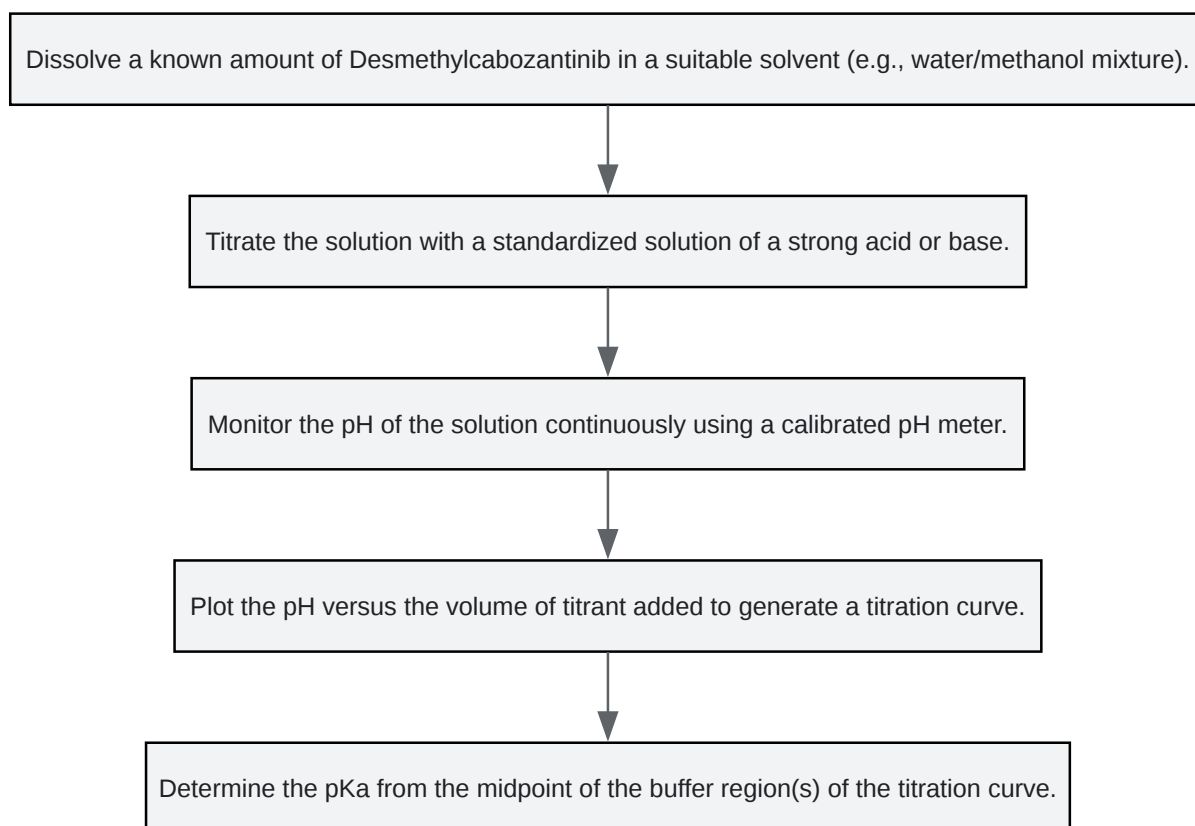 Dissolve a known amount of Desmethylcabozantinib in a suitable solvent (e.g., water/methanol mixture).
Titrate the solution with a standardized solution of a strong acid or base.
Monitor the pH of the solution continuously using a calibrated pH meter.
Plot the pH versus the volume of titrant added to generate a titration curve.
Determine the pKa from the midpoint of the buffer region(s) of the titration curve.